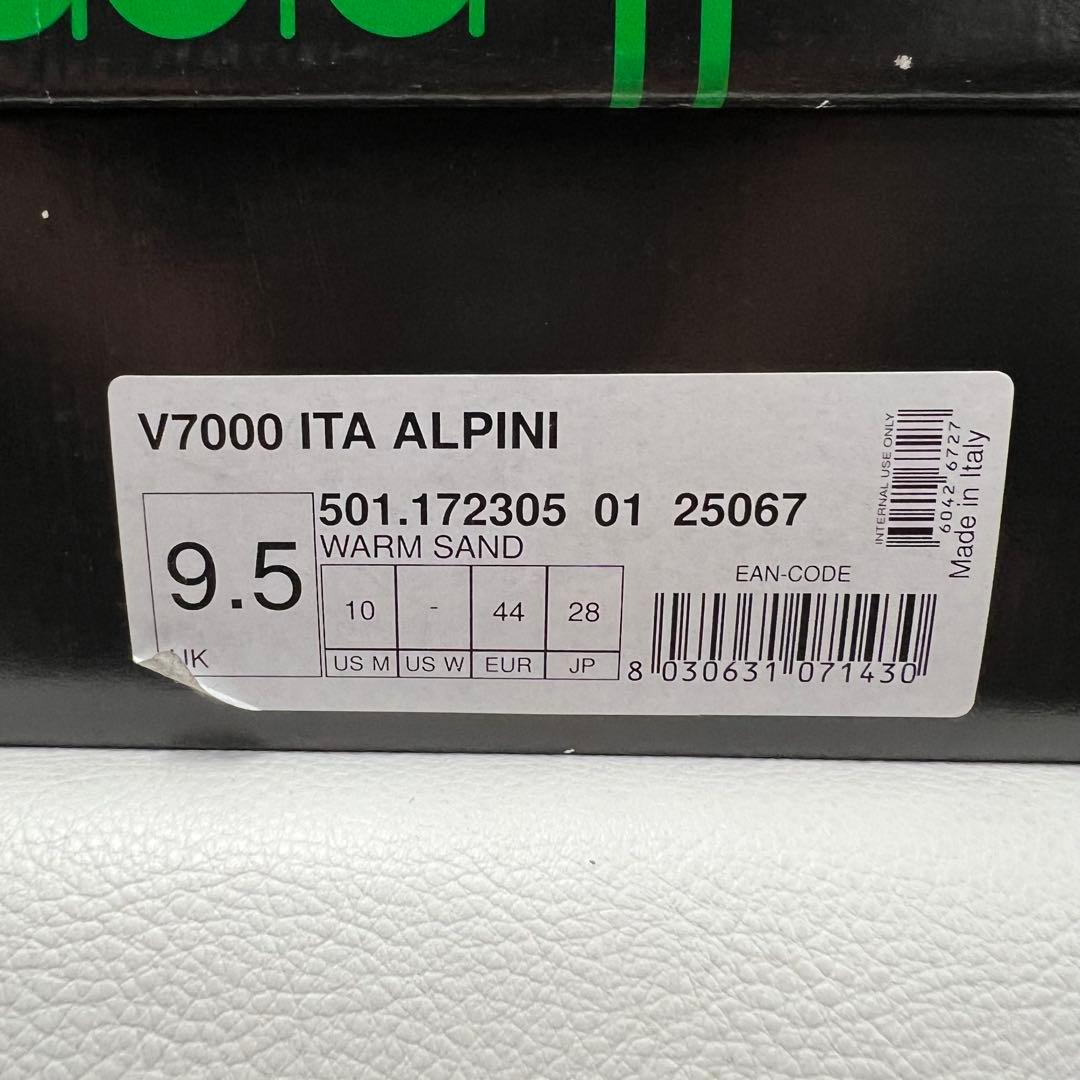 V7000 ITA ALPINI
501.172305 01 25067
WARM SAND
9.5
UK
10 - 44 28
US M US W EUR JP
EAN-CODE
8 030631 071430
INTERNAL USE ONLY
6042 6727
Made in Italy